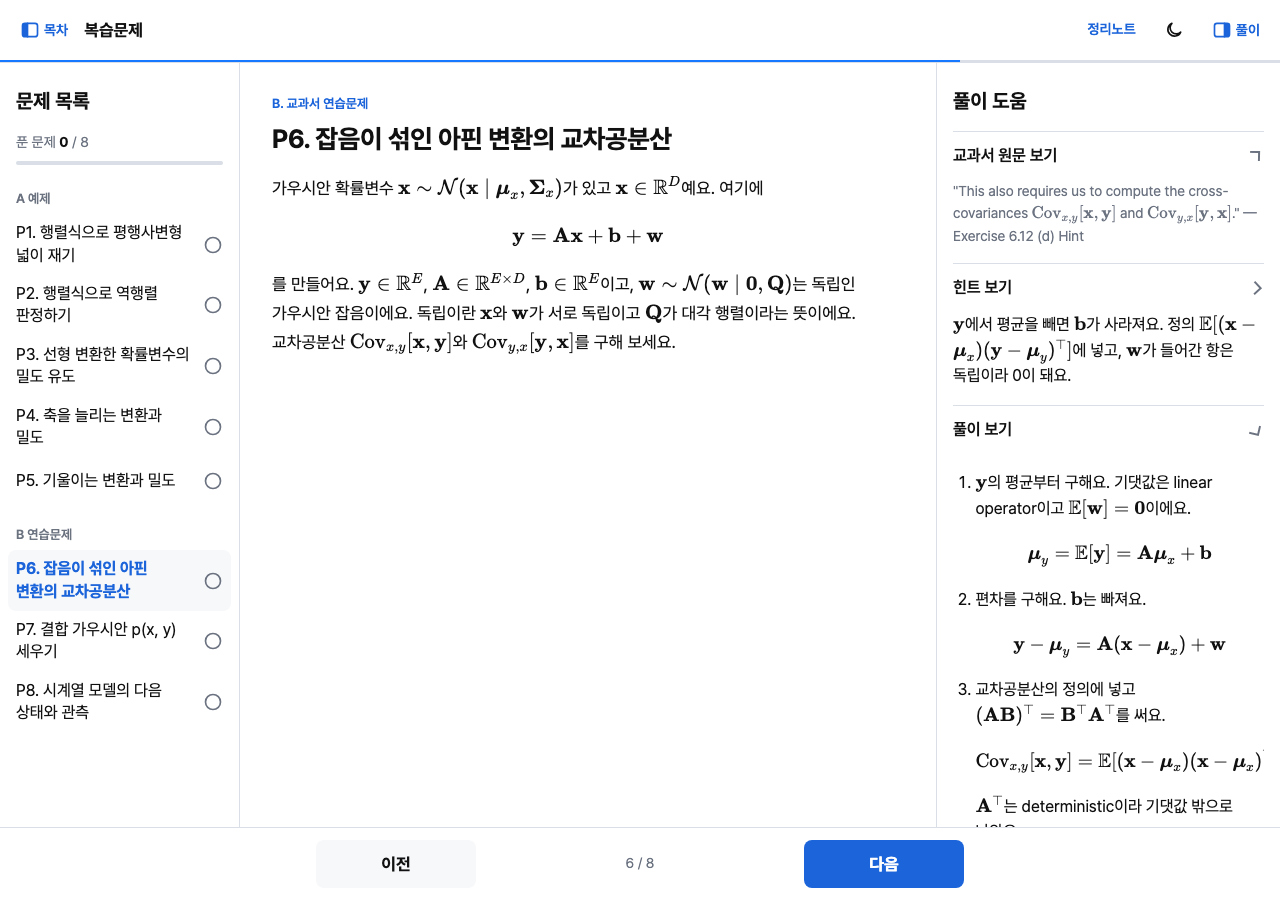 목차 복습문제 정리노트 풀이
문제 목록
푼 문제 0 / 8
A 예제
P1. 행렬식으로 평행사변형
넓이 재기
P2. 행렬식으로 역행렬
판정하기
P3. 선형 변환한 확률변수의
밀도 유도
P4. 축을 늘리는 변환과
밀도
P5. 기울이는 변환과 밀도
B 연습문제
P6. 잡음이 섞인 아핀
변환의 교차공분산
P7. 결합 가우시안 p(x, y)
세우기
P8. 시계열 모델의 다음
상태와 관측
B. 교과서 연습문제
P6. 잡음이 섞인 아핀 변환의 교차공분산
가우시안 확률변수 x ∼ 𝒩(x ∣ μₓ, Σₓ)가 있고 x ∈ ℝᴰ예요. 여기에
y = Ax + b + w
를 만들어요. y ∈ ℝᴱ, A ∈ ℝᴱ×ᴰ, b ∈ ℝᴱ이고, w ∼ 𝒩(w ∣ 0, Q)는 독립인
가우시안 잡음이에요. 독립이란 x와 w가 서로 독립이고 Q가 대각 행렬이라는 뜻이에요.
교차공분산 Cov_{x,y}[x, y]와 Cov_{y,x}[y, x]를 구해 보세요.
풀이 도움
교과서 원문 보기
"This also requires us to compute the cross-
covariances Cov_{x,y}[x, y] and Cov_{y,x}[y, x]." —
Exercise 6.12 (d) Hint
힌트 보기
y에서 평균을 빼면 b가 사라져요. 정의 𝔼[(x −
μₓ)(y − μ_y)⊤]에 넣고, w가 들어간 항은
독립이라 0이 돼요.
풀이 보기
1. y의 평균부터 구해요. 기댓값은 linear
operator이고 𝔼[w] = 0이에요.
μ_y = 𝔼[y] = Aμₓ + b
2. 편차를 구해요. b는 빠져요.
y − μ_y = A(x − μₓ) + w
3. 교차공분산의 정의에 넣고
(AB)⊤ = B⊤A⊤를 써요.
Cov_{x,y}[x, y] = 𝔼[(x − μₓ)(x − μₓ)
A⊤는 deterministic이라 기댓값 밖으로
이전 6 / 8 다음